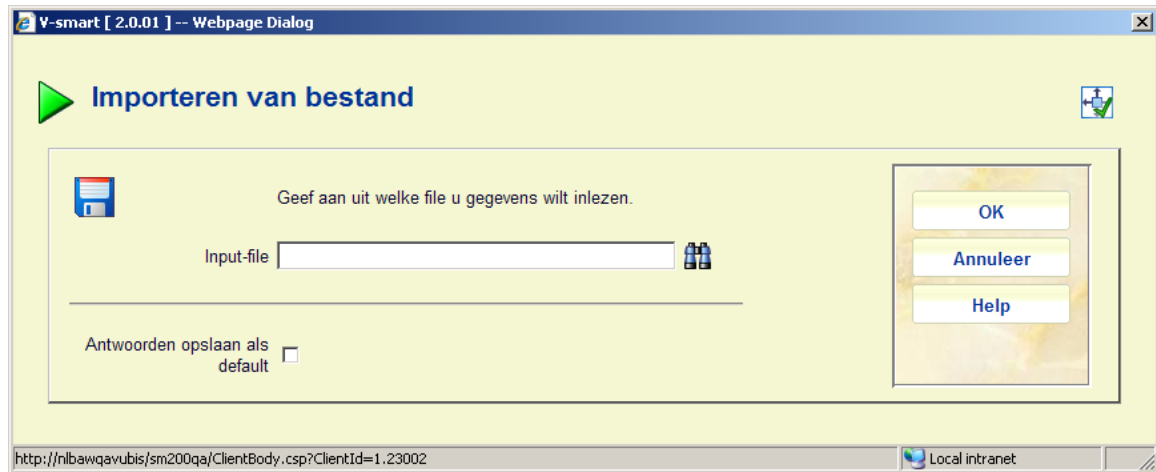 V-smart [ 2.0.01 ] -- Webpage Dialog
Importeren van bestand
Geef aan uit welke file u gegevens wilt inlezen.
Input-file
Antwoorden opslaan als
default
OK
Annuleer
Help
http://nlbawqavubis/sm200qa/ClientBody.csp?ClientId=1.23002
Local intranet